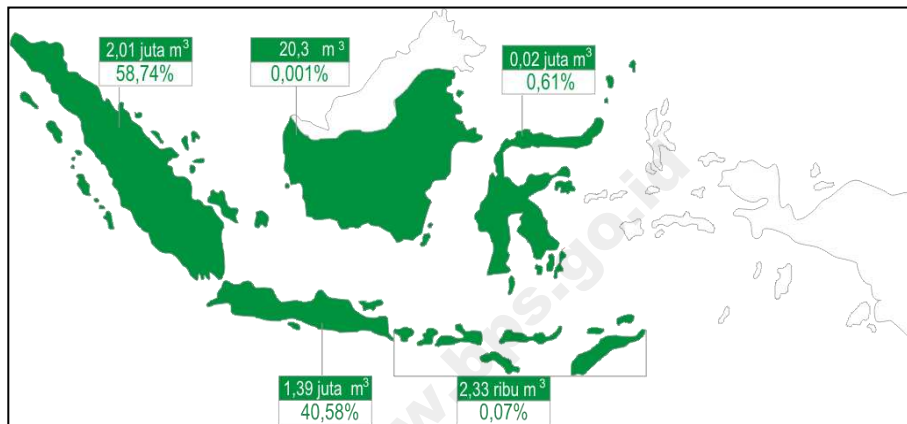 2,01 juta m³
58,74%
20,3 m³
0,001%
0,02 juta m³
0,61%
1,39 juta m³
40,58%
2,33 ribu m³
0,07%
www.bps.go.id